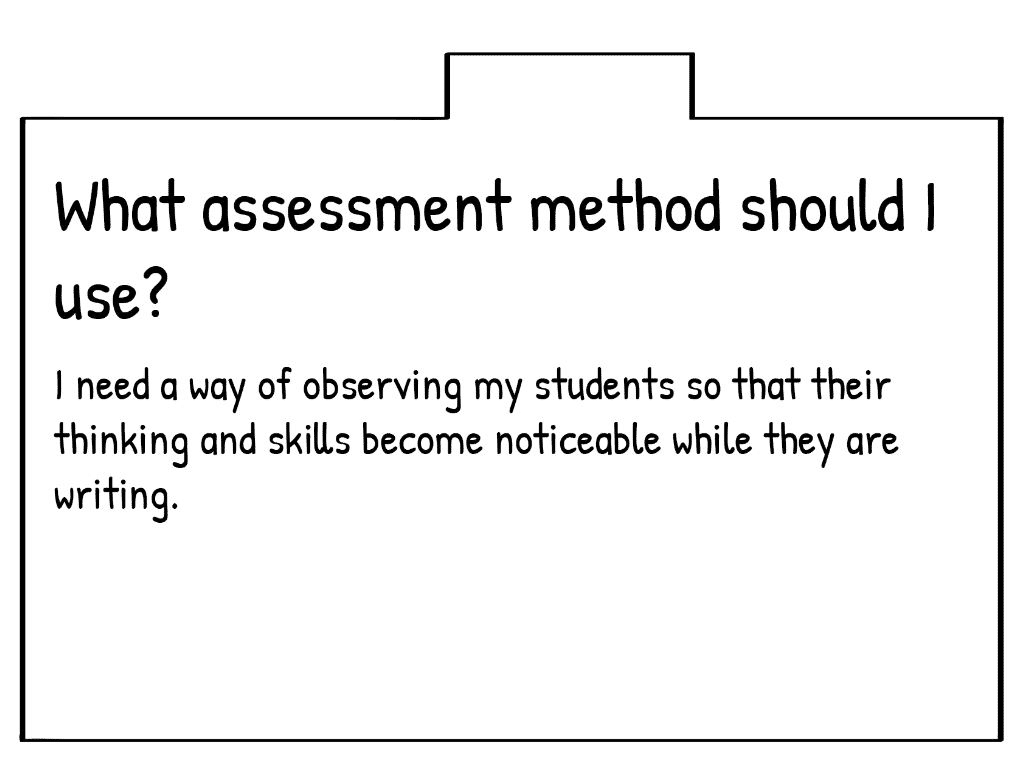 What assessment method should I
use?
I need a way of observing my students so that their
thinking and skills become noticeable while they are
writing.